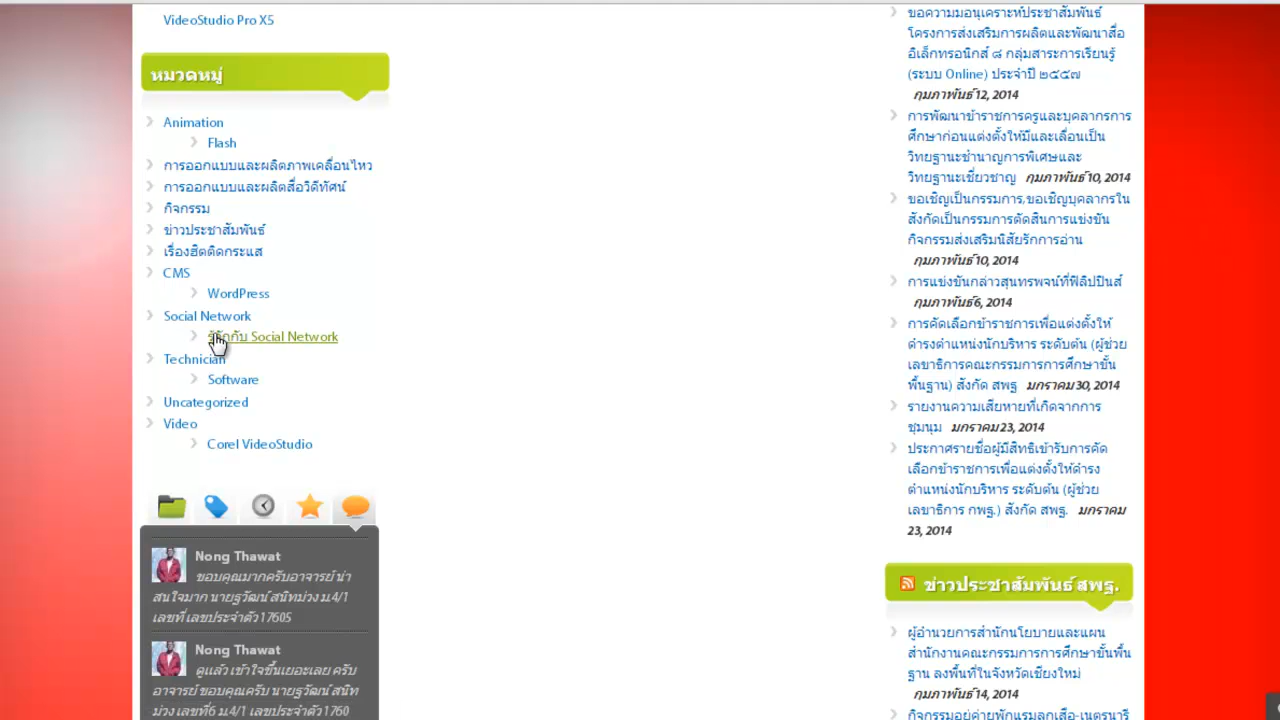 VideoStudio Pro X5
หมวดหมู่
Animation
Flash
การออกแบบและผลิตภาพเคลื่อนไหว
การออกแบบและผลิตสื่อวิดีทัศน์
กิจกรรม
ข่าวประชาสัมพันธ์
เรื่องฮิตติดกระแส
CMS
WordPress
Social Network
รู้จักกับ Social Network
Technician
Software
Uncategorized
Video
Corel VideoStudio
Nong Thawat
ขอบคุณมากครับอาจารย์ น่า
สนใจมาก นายฐวัฒน์ สนิทม่วง ม.4/1
เลขที่ เลขประจำตัว 17605
Nong Thawat
ดูแล้ว เข้าใจขึ้นเยอะเลย ครับ
อาจารย์ ขอบคุณครับ นายฐวัฒน์ สนิท
ม่วง เลขที่6 ม.4/1 เลขประจำตัว 1760
ขอความอนุเคราะห์ประชาสัมพันธ์
โครงการส่งเสริมการผลิตและพัฒนาสื่อ
อิเล็กทรอนิกส์ ๘ กลุ่มสาระการเรียนรู้
(ระบบ Online) ประจำปี ๒๕๕๗
กุมภาพันธ์ 12, 2014
การพัฒนาข้าราชการครูและบุคลากรการ
ศึกษาก่อนแต่งตั้งให้มีและเลื่อนเป็น
วิทยฐานะชำนาญการพิเศษและ
วิทยฐานะเชี่ยวชาญ กุมภาพันธ์ 10, 2014
ขอเชิญเป็นกรรมการ,ขอเชิญบุคลากรใน
สังกัดเป็นกรรมการตัดสินการแข่งขัน
กิจกรรมส่งเสริมนิสัยรักการอ่าน
กุมภาพันธ์ 10, 2014
การแข่งขันกล่าวสุนทรพจน์ที่ฟิลิปปินส์
กุมภาพันธ์ 6, 2014
การคัดเลือกข้าราชการเพื่อแต่งตั้งให้
ดำรงตำแหน่งนักบริหาร ระดับต้น (ผู้ช่วย
เลขาธิการคณะกรรมการการศึกษาขั้น
พื้นฐาน) สังกัด สพฐ มกราคม 30, 2014
รายงานความเสียหายที่เกิดจากการ
ชุมนุม มกราคม 23, 2014
ประกาศรายชื่อผู้มีสิทธิเข้ารับการคัด
เลือกข้าราชการเพื่อแต่งตั้งให้ดำรง
ตำแหน่งนักบริหาร ระดับต้น (ผู้ช่วย
เลขาธิการ กพฐ.) สังกัด สพฐ. มกราคม
23, 2014
ข่าวประชาสัมพันธ์ สพฐ.
ผู้อำนวยการสำนักนโยบายและแผน
สำนักงานคณะกรรมการการศึกษาขั้นพื้น
ฐาน ลงพื้นที่ในจังหวัดเชียงใหม่
กุมภาพันธ์ 14, 2014
กิจกรรมอยู่ค่ายพักแรมลูกเสือ-เนตรนารี